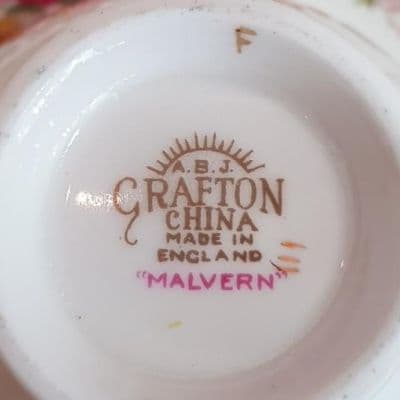 F
A.B.J.
GRAFTON
CHINA
MADE IN
ENGLAND
"MALVERN"